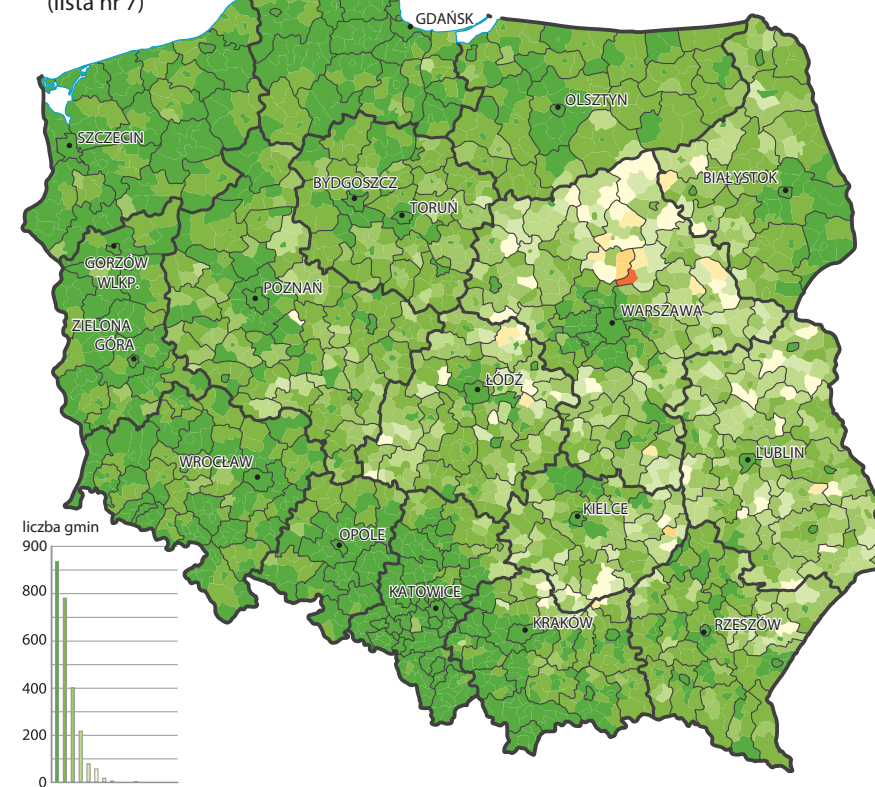 (lista nr 7)
GDAŃSK
OLSZTYN
SZCZECIN
BIAŁYSTOK
BYDGOSZCZ
TORUŃ
GORZÓW
WLKP.
POZNAŃ
WARSZAWA
ZIELONA
GÓRA
ŁÓDŹ
LUBLIN
WROCŁAW
KIELCE
OPOLE
KATOWICE
KRAKÓW
RZESZÓW
liczba gmin
900
800
600
400
200
0